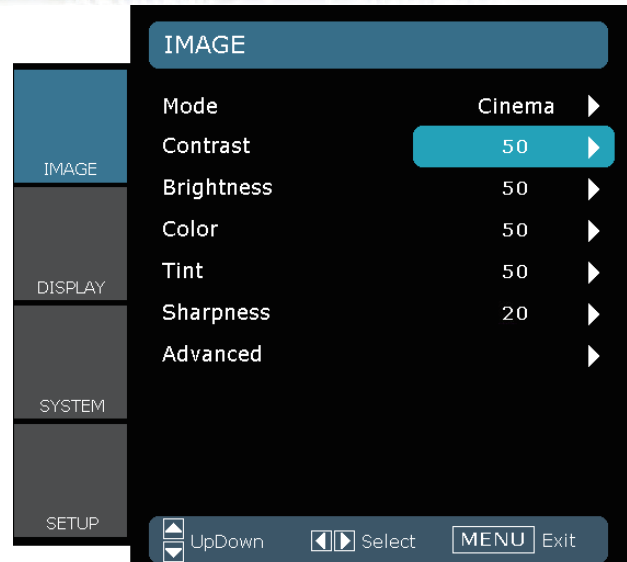 IMAGE
IMAGE
DISPLAY
SYSTEM
SETUP
Mode Cinema
Contrast 50
Brightness 50
Color 50
Tint 50
Sharpness 20
Advanced
UpDown Select MENU Exit